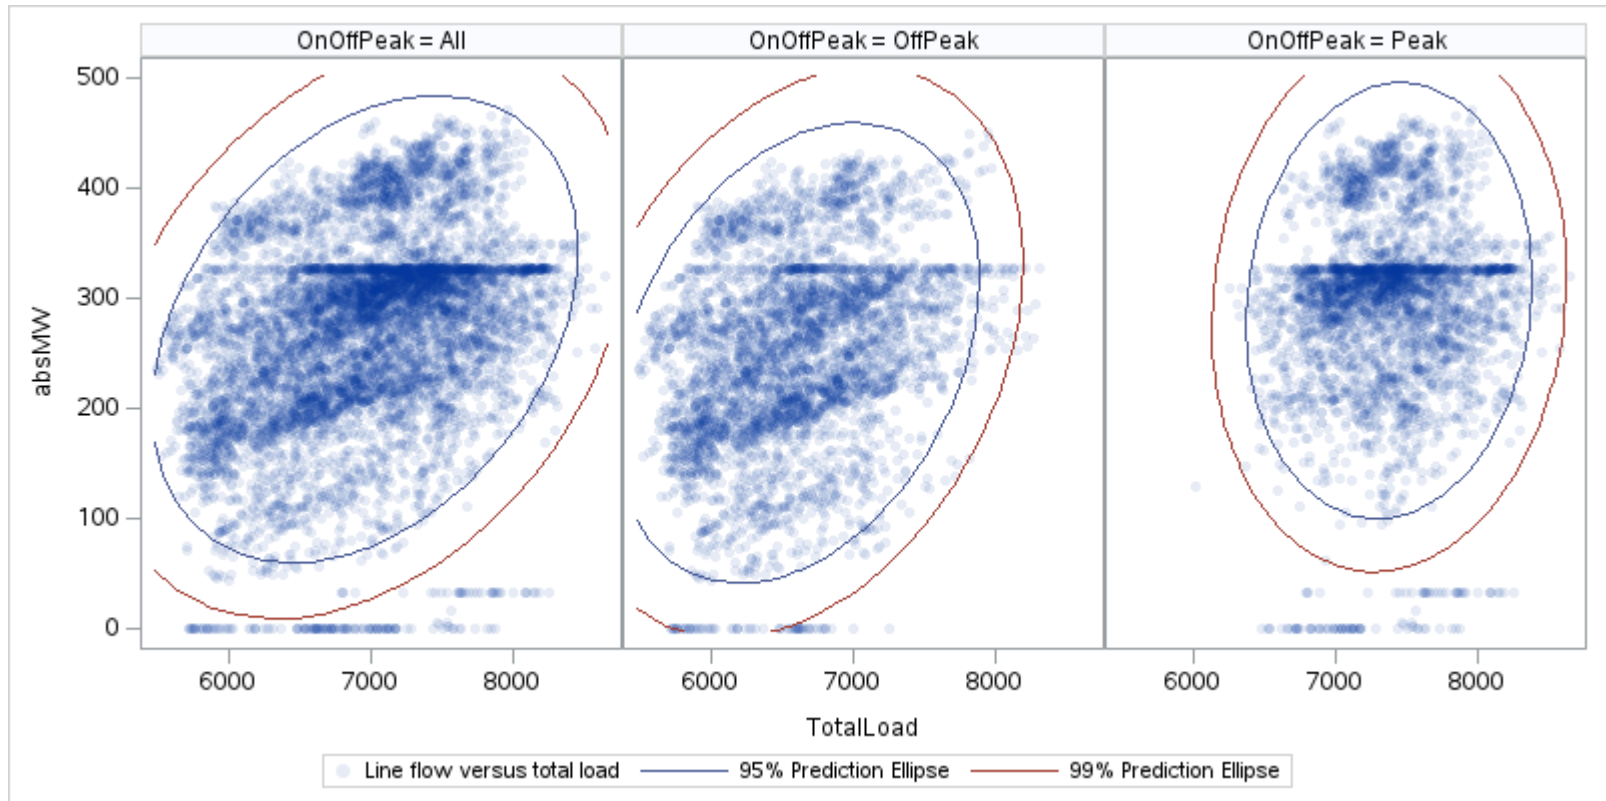 OnOffPeak = All
OnOffPeak = OffPeak
OnOffPeak = Peak
500
400
300
200
100
0
absMW
6000 7000 8000
6000 7000 8000
6000 7000 8000
TotalLoad
Line flow versus total load
95% Prediction Ellipse
99% Prediction Ellipse